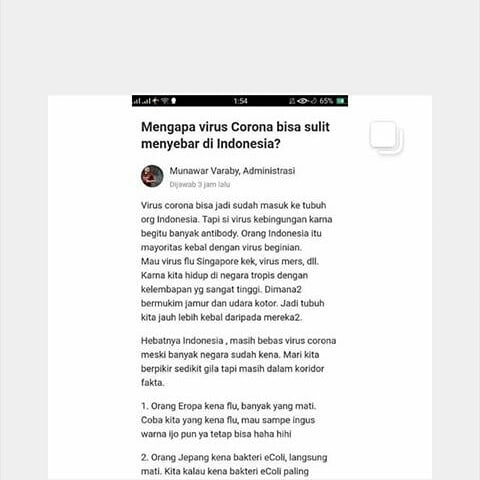 1:54
65%
Mengapa virus Corona bisa sulit
menyebar di Indonesia?
Munawar Varaby, Administrasi
Dijawab 3 jam lalu
Virus corona bisa jadi sudah masuk ke tubuh
org Indonesia. Tapi si virus kebingungan karna
begitu banyak antibody. Orang Indonesia itu
mayoritas kebal dengan virus beginian.
Mau virus flu Singapore kek, virus mers, dll.
Karna kita hidup di negara tropis dengan
kelembapan yg sangat tinggi. Dimana2
bermukim jamur dan udara kotor. Jadi tubuh
kita jauh lebih kebal daripada mereka2.
Hebatnya Indonesia , masih bebas virus corona
meski banyak negara sudah kena. Mari kita
berpikir sedikit gila tapi masih dalam koridor
fakta.
1. Orang Eropa kena flu, banyak yang mati.
Coba kita yang kena flu, mau sampe ingus
warna ijo pun ya tetap bisa haha hihi
2. Orang Jepang kena bakteri eColi, langsung
mati. Kita kalau kena bakteri eColi paling